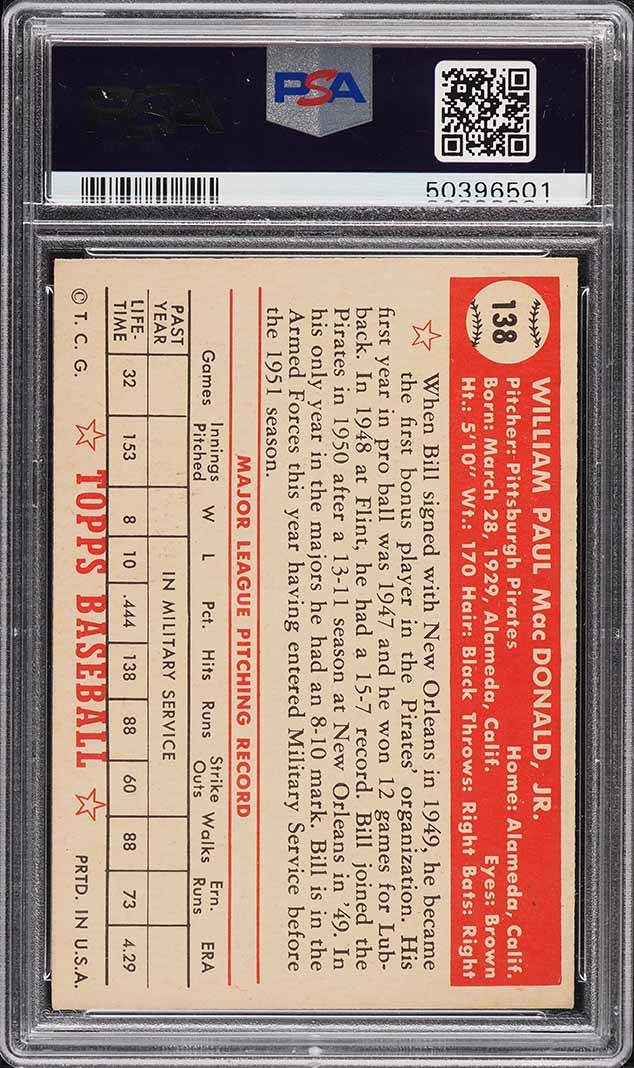 PSA
PSA
50396501
138
WILLIAM PAUL Mac DONALD, JR.
Pitcher: Pittsburgh Pirates Home: Alameda, Calif.
Born: March 28, 1929, Alameda, Calif. Eyes: Brown
Ht.: 5'10" Wt.: 170 Hair: Black Throws: Right Bats: Right
When Bill signed with New Orleans in 1949, he became
the first bonus player in the Pirates' organization. His
first year in pro ball was 1947 and he won 12 games for Lub-
back. In 1948 at Flint, he had a 15-7 record. Bill joined the
Pirates in 1950 after a 13-11 season at New Orleans in '49. In
his only year in the majors he had an 8-10 mark. Bill is in the
Armed Forces this year having entered Military Service before
the 1951 season.
MAJOR LEAGUE PITCHING RECORD
Games Innings Pitched W L Pct. Hits Runs Strike Outs Walks Ern. Runs ERA
PAST YEAR IN MILITARY SERVICE
LIFE-TIME 32 153 8 10 .444 138 88 60 88 73 4.29
© T. C. G. TOPPS BASEBALL PRTD. IN U.S.A.